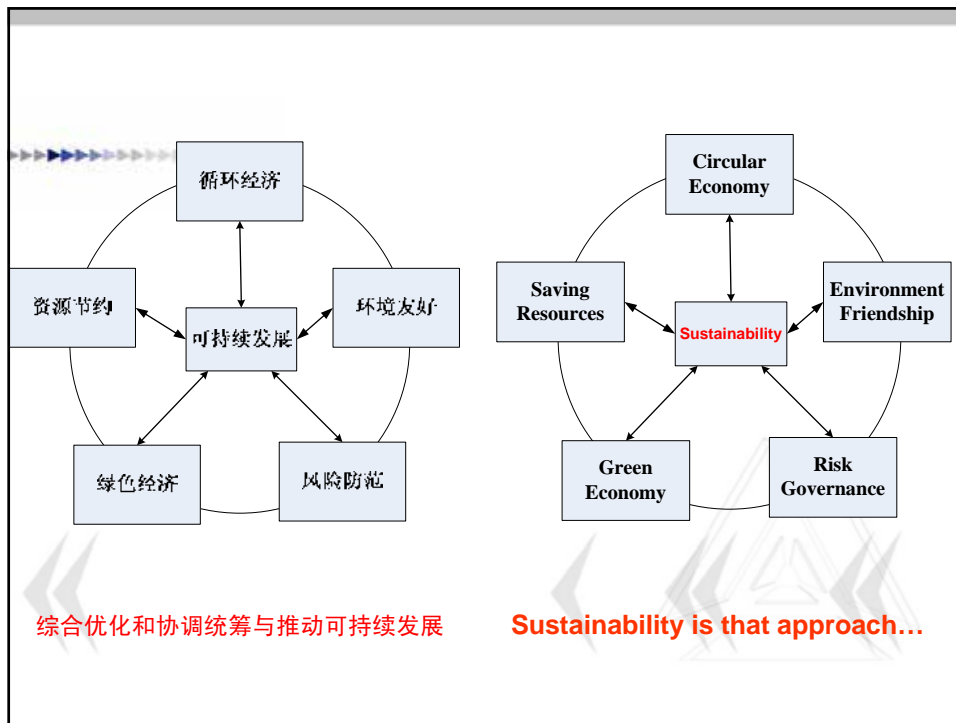 循环经济
资源节约
环境友好
可持续发展
绿色经济
风险防范
综合优化和协调统筹与推动可持续发展
Circular
Economy
Saving
Resources
Environment
Friendship
Sustainability
Green
Economy
Risk
Governance
Sustainability is that approach…